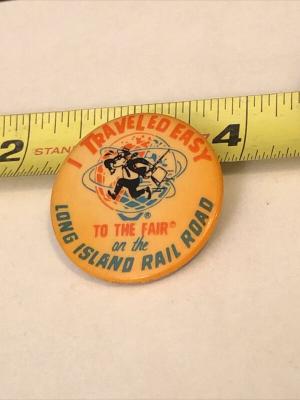 2 STAN 4
I TRAVELED EASY
TO THE FAIR®
on the
LONG ISLAND RAIL ROAD
®